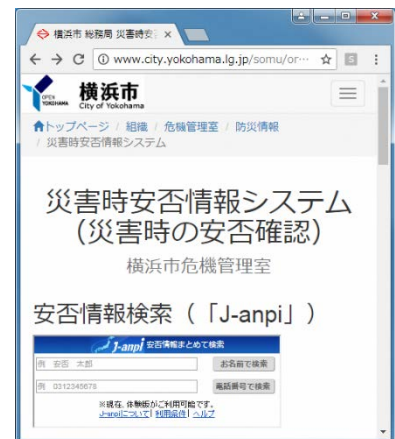 横浜市 総務局 災害時安
www.city.yokohama.lg.jp/somu/or…
OPEN YOKOHAMA
横浜市
City of Yokohama
トップページ / 組織 / 危機管理室 / 防災情報
/ 災害時安否情報システム
災害時安否情報システム
(災害時の安否確認)
横浜市危機管理室
安否情報検索(「J-anpi」)
J-anpi 安否情報まとめて検索
例 安否 太郎 お名前で検索
例 0312345678 電話番号で検索
※現在、体験版がご利用可能です。
J-anpiについて| 利用条件| ヘルプ